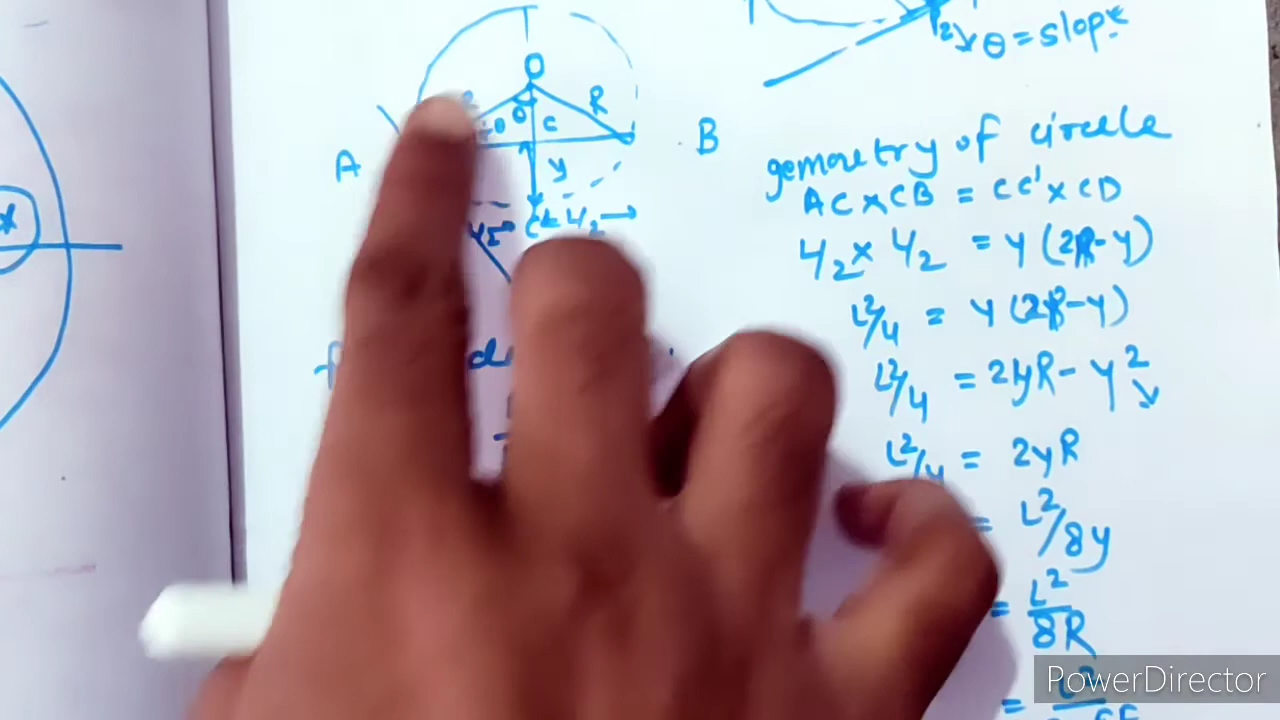 θ = slope
O
R
θ
C
A
B
y
gemoetry of circle
AC × CB = CC' × CD
L/2 × L/2 = y (2R - y)
L²/4 = y (2R - y)
L²/4 = 2yR - y²
L²/4 = 2yR
= L²/8y
= L²/8R
PowerDirector